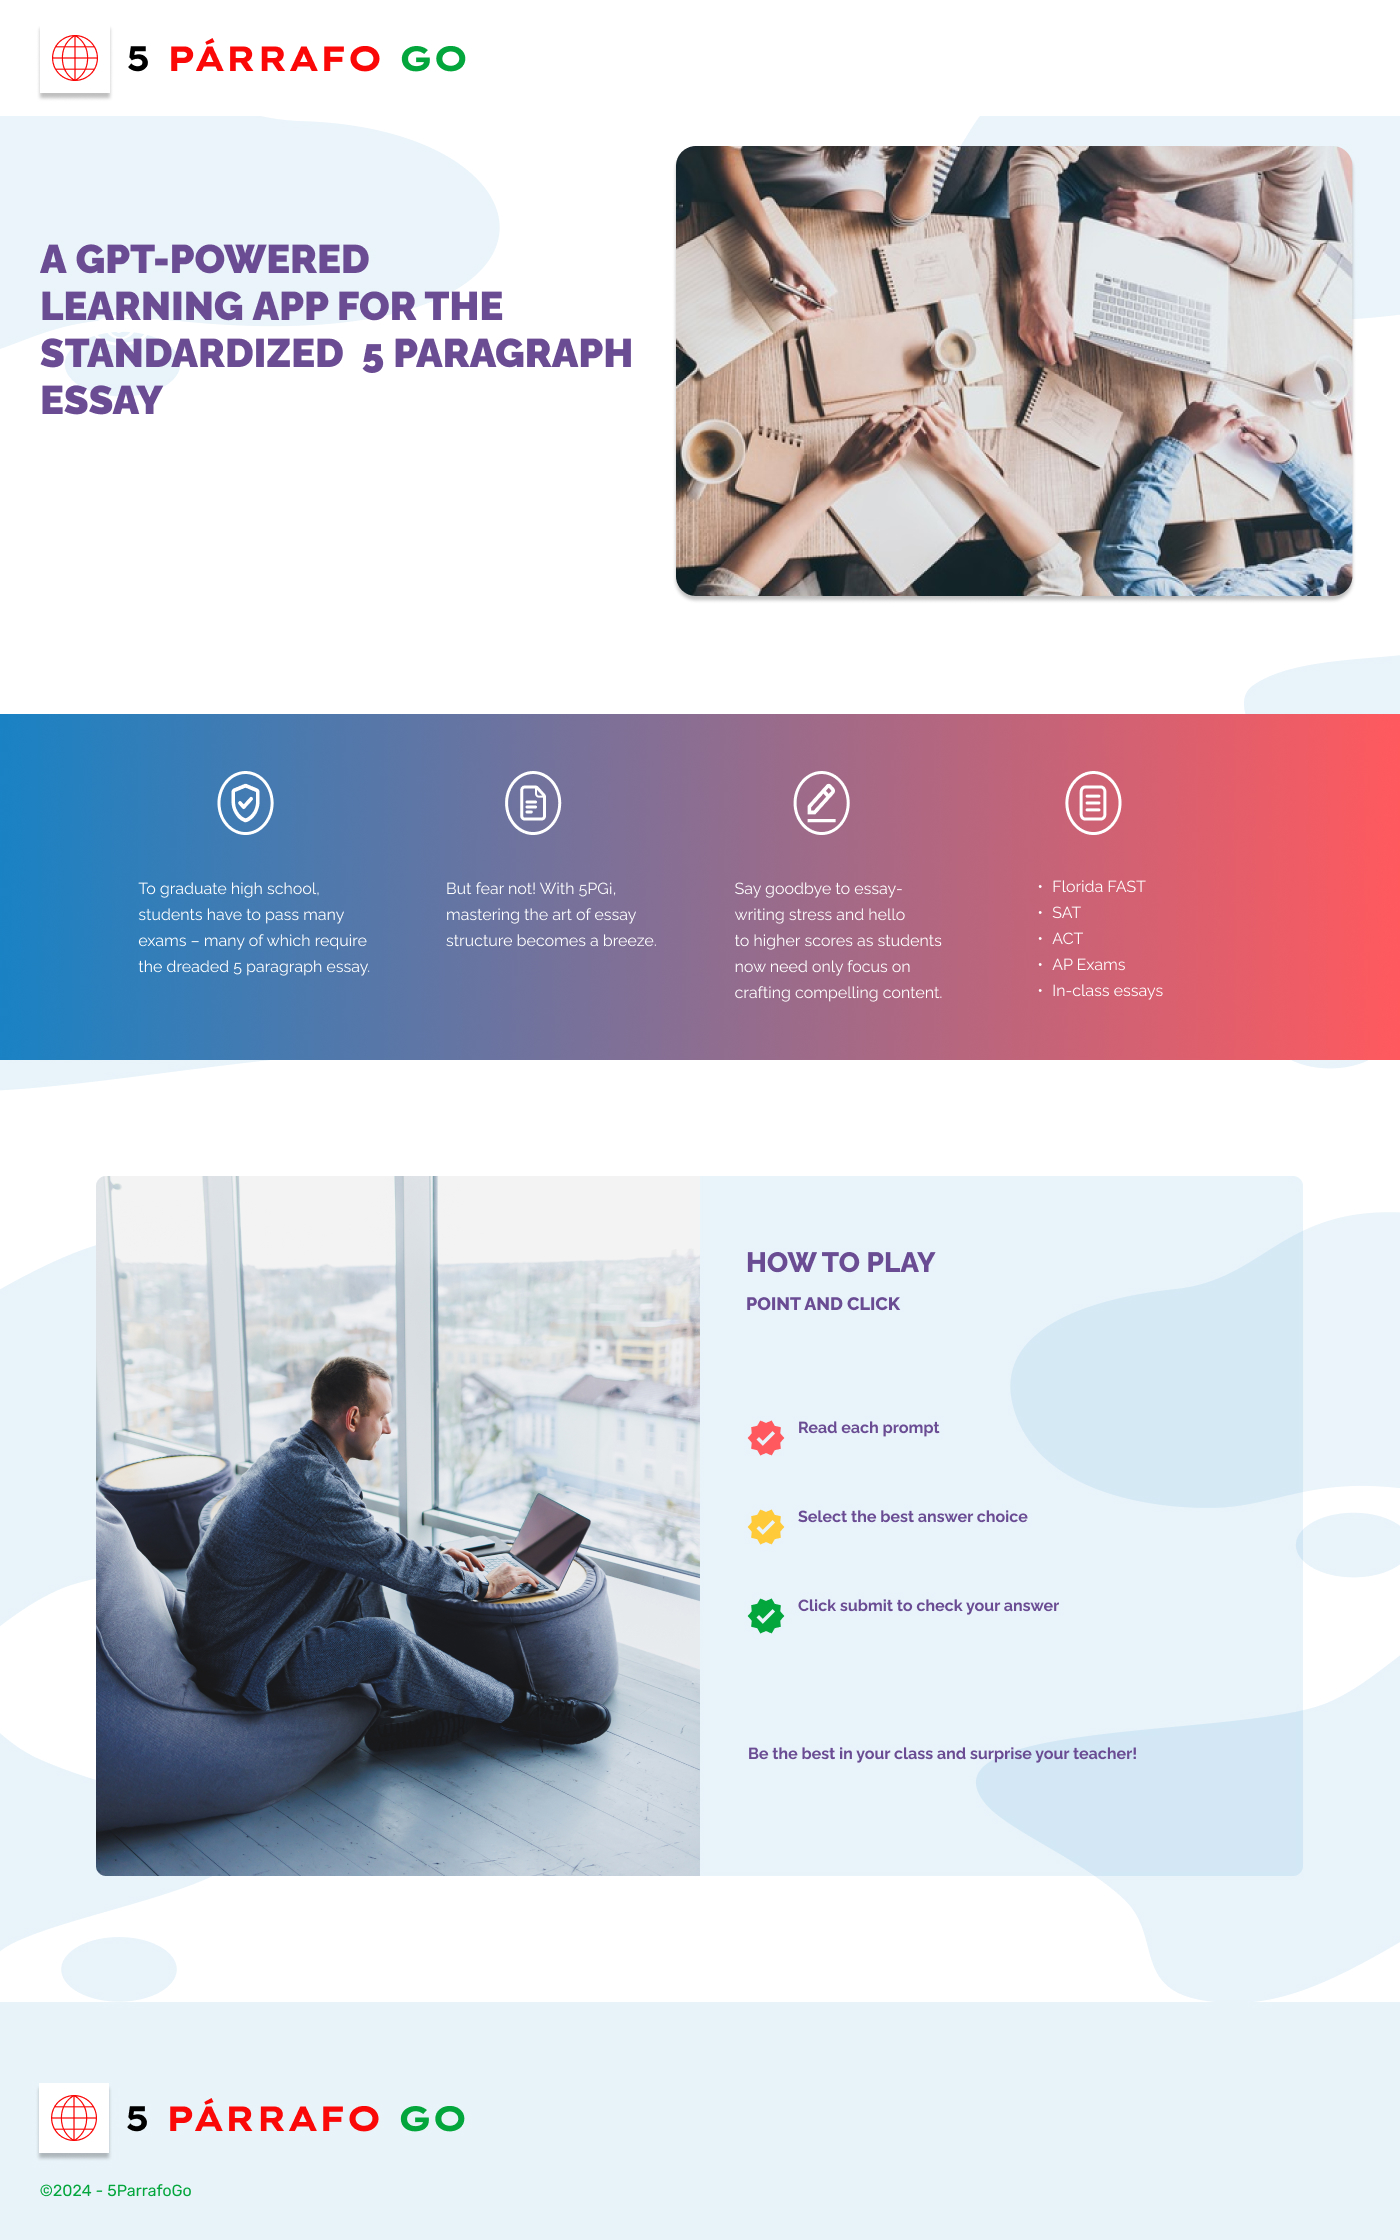 5 PÁRRAFO GO
A GPT-POWERED
LEARNING APP FOR THE
STANDARDIZED 5 PARAGRAPH
ESSAY
To graduate high school,
students have to pass many
exams – many of which require
the dreaded 5 paragraph essay.
But fear not! With 5PGi,
mastering the art of essay
structure becomes a breeze.
Say goodbye to essay-
writing stress and hello
to higher scores as students
now need only focus on
crafting compelling content.
• Florida FAST
• SAT
• ACT
• AP Exams
• In-class essays
HOW TO PLAY
POINT AND CLICK
Read each prompt
Select the best answer choice
Click submit to check your answer
Be the best in your class and surprise your teacher!
5 PÁRRAFO GO
©2024 - 5ParrafoGo